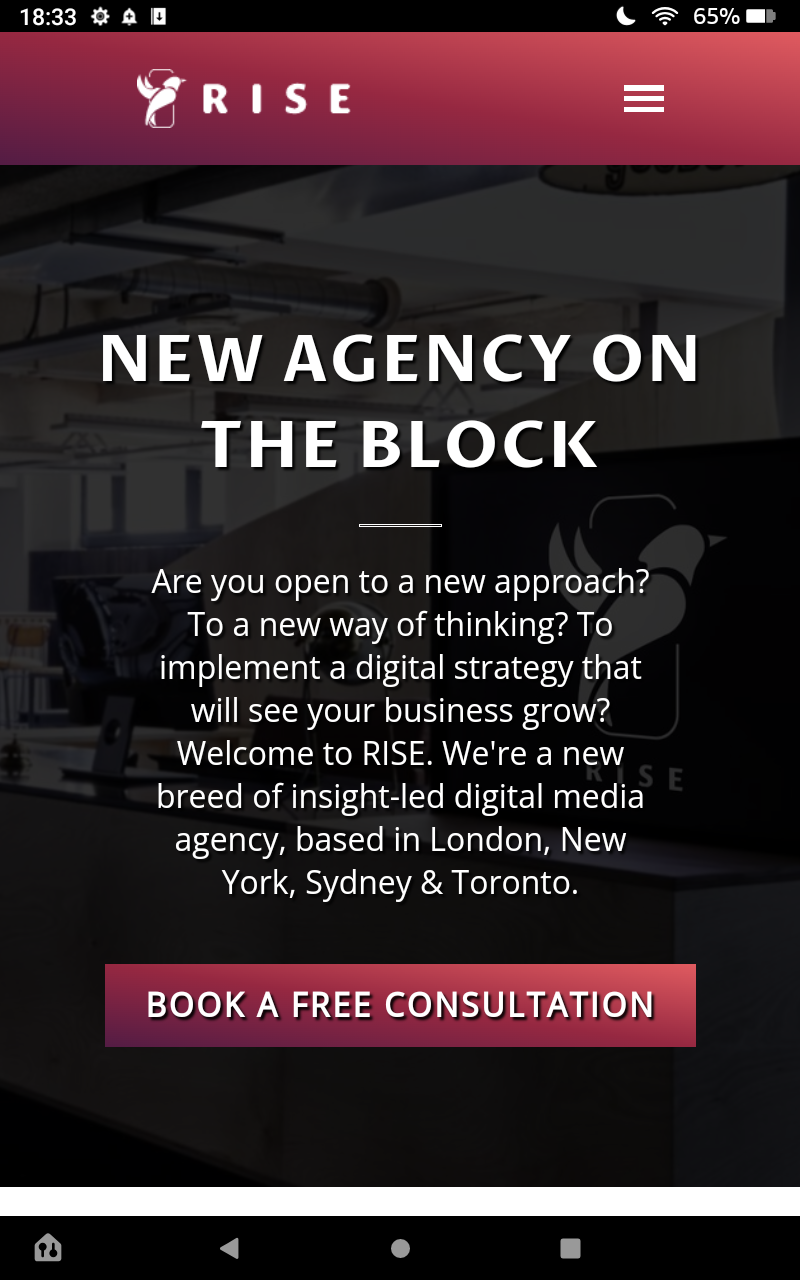 18:33 65%
RISE
NEW AGENCY ON
THE BLOCK
Are you open to a new approach?
To a new way of thinking? To
implement a digital strategy that
will see your business grow?
Welcome to RISE. We're a new
breed of insight-led digital media
agency, based in London, New
York, Sydney & Toronto.
RISE
BOOK A FREE CONSULTATION